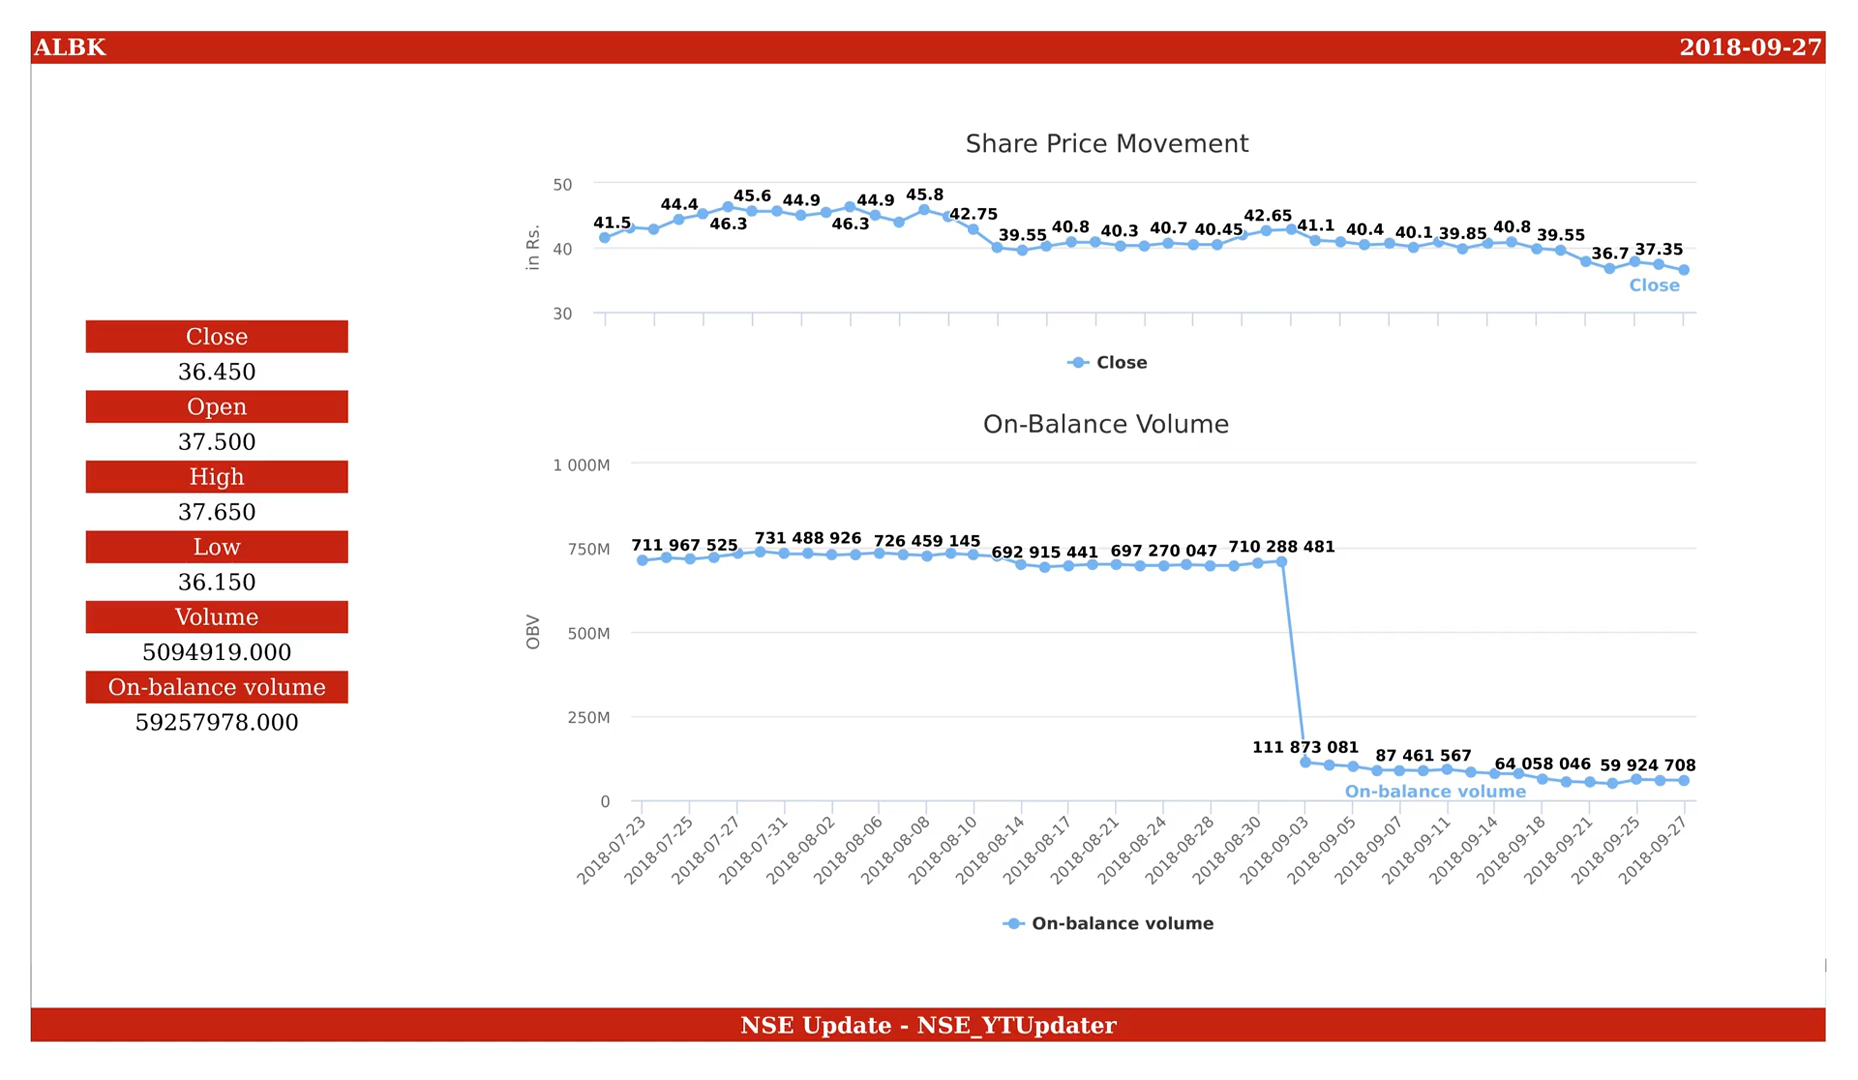 ALBK 2018-09-27
Close
36.450
Open
37.500
High
37.650
Low
36.150
Volume
5094919.000
On-balance volume
59257978.000
Share Price Movement
in Rs.
50
40
30
41.5 44.4 46.3 45.6 44.9 46.3 44.9 45.8 42.75 39.55 40.8 40.3 40.7 40.45 42.65 41.1 40.4 40.1 39.85 40.8 39.55 36.7 37.35
Close
Close
On-Balance Volume
OBV
1 000M
750M
500M
250M
0
711 967 525 731 488 926 726 459 145 692 915 441 697 270 047 710 288 481
111 873 081 87 461 567 64 058 046 59 924 708
On-balance volume
2018-07-23 2018-07-25 2018-07-27 2018-07-31 2018-08-02 2018-08-06 2018-08-08 2018-08-10 2018-08-14 2018-08-17 2018-08-21 2018-08-24 2018-08-28 2018-08-30 2018-09-03 2018-09-05 2018-09-07 2018-09-11 2018-09-14 2018-09-18 2018-09-21 2018-09-25 2018-09-27
On-balance volume
NSE Update - NSE_YTUpdater